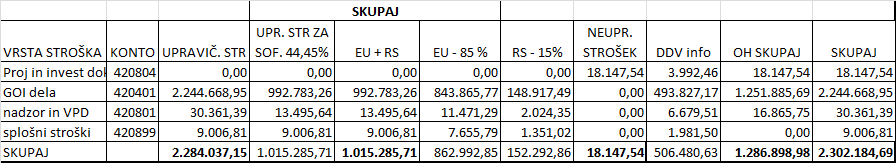 SKUPAJ
VRSTA STROŠKA KONTO UPRAVIČ. STR UPR. STR ZA SOF. 44,45% EU + RS EU - 85 % RS - 15% NEUPR. STROŠEK DDV info OH SKUPAJ SKUPAJ
Proj in invest dok 420804 0,00 0,00 0,00 0,00 0,00 18.147,54 3.992,46 18.147,54 18.147,54
GOI dela 420401 2.244.668,95 992.783,26 992.783,26 843.865,77 148.917,49 0,00 493.827,17 1.251.885,69 2.244.668,95
nadzor in VPD 420801 30.361,39 13.495,64 13.495,64 11.471,29 2.024,35 0,00 6.679,51 16.865,75 30.361,39
splošni stroški 420899 9.006,81 9.006,81 9.006,81 7.655,79 1.351,02 0,00 1.981,50 0,00 9.006,81
SKUPAJ 2.284.037,15 1.015.285,71 1.015.285,71 862.992,85 152.292,86 18.147,54 506.480,63 1.286.898,98 2.302.184,69